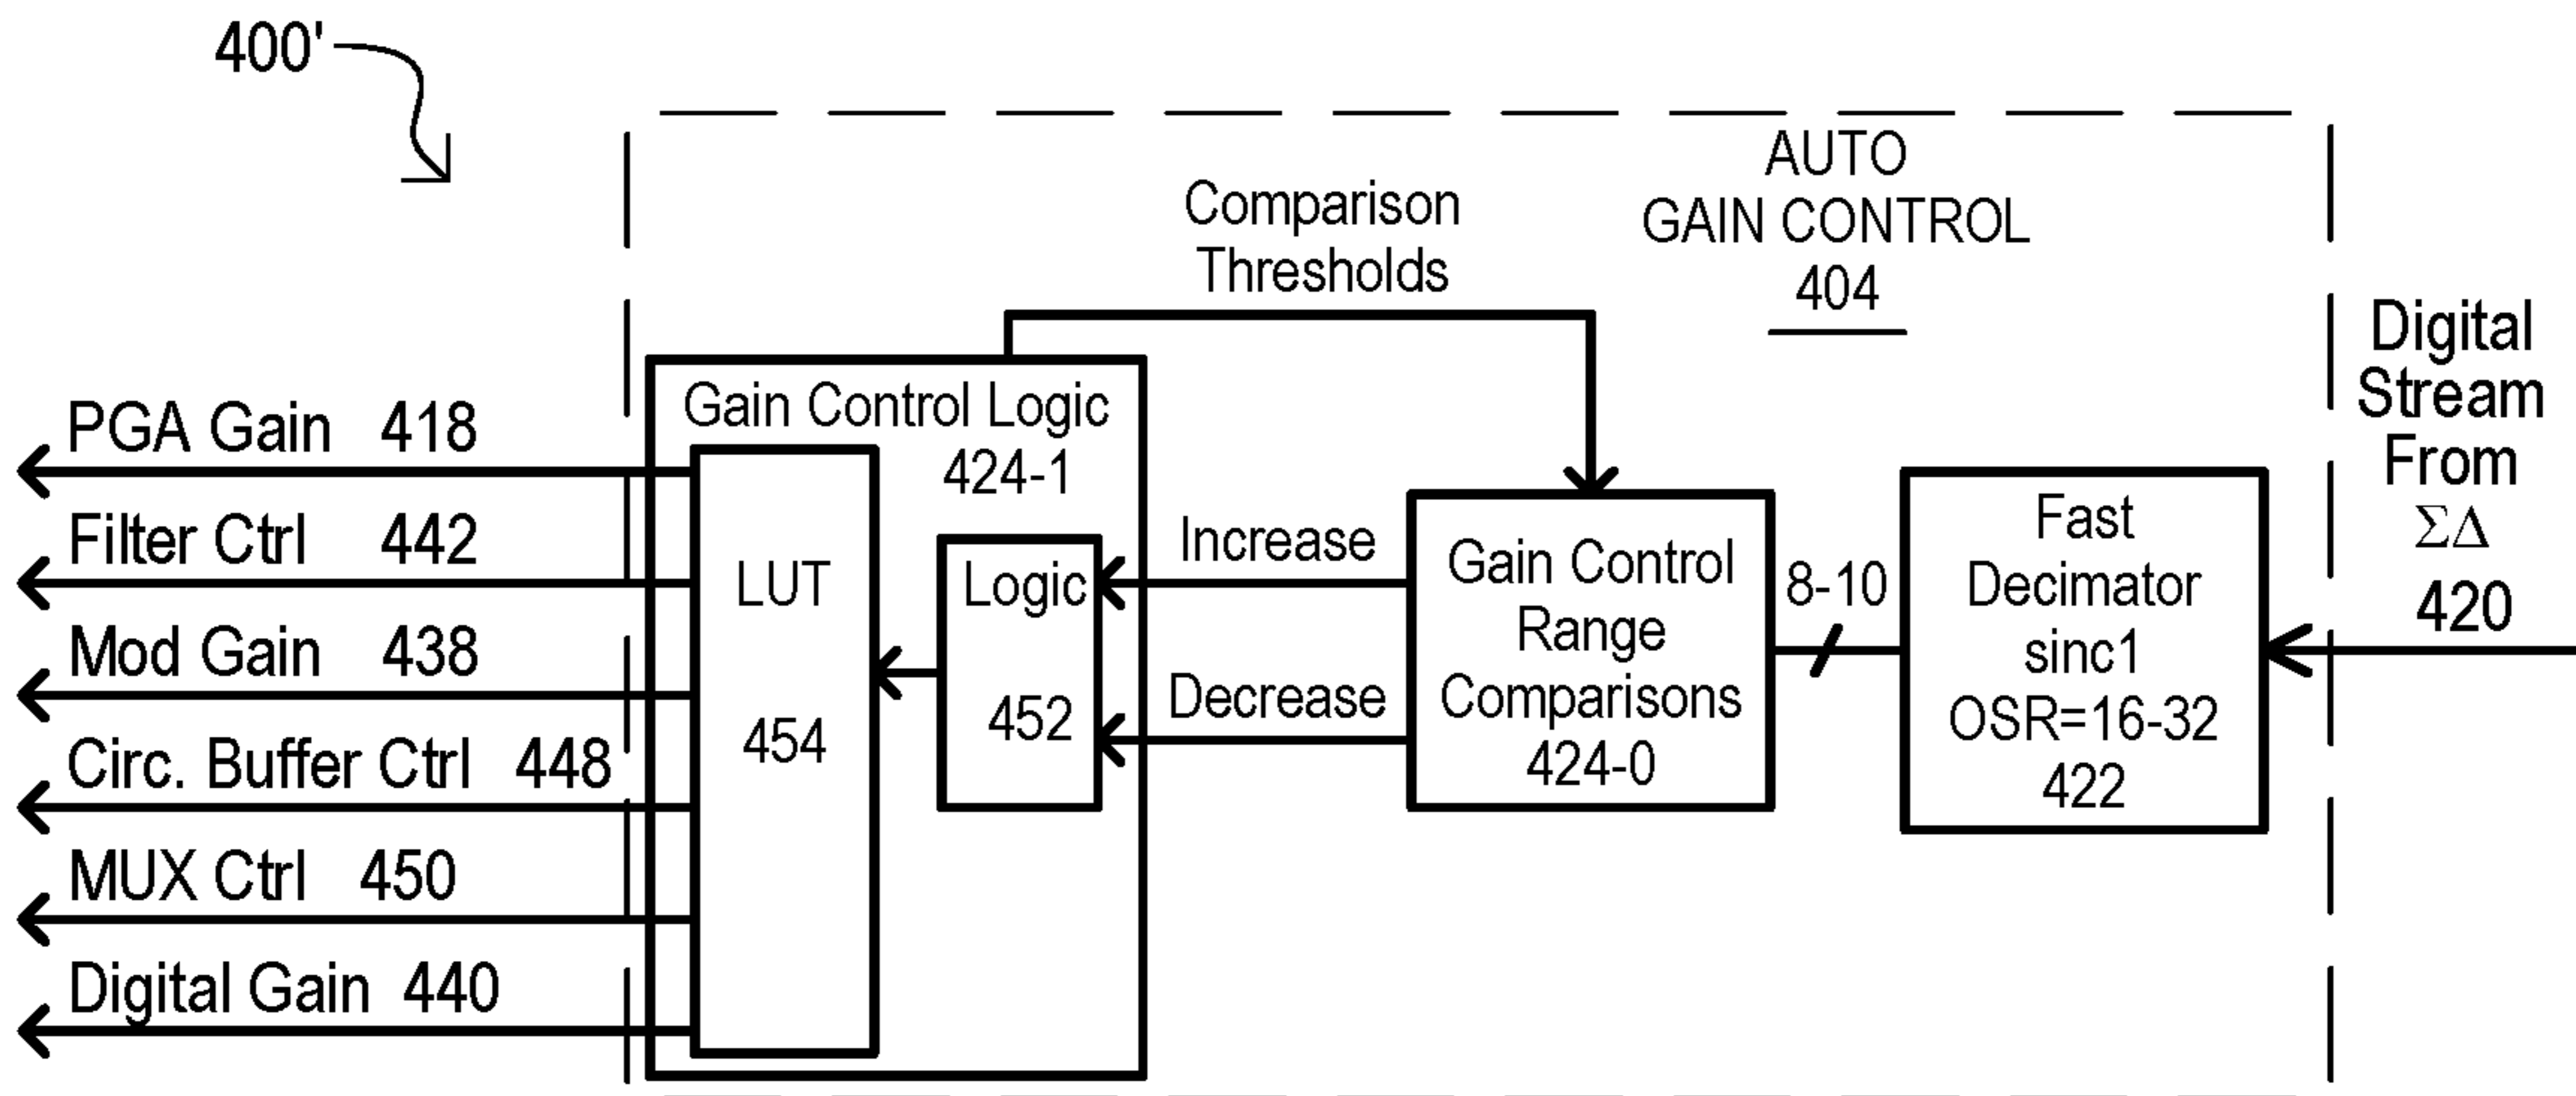 400'
AUTO
GAIN CONTROL
404
Comparison
Thresholds
Digital
Stream
From
ΣΔ
420
Gain Control Logic
424-1
PGA Gain 418
Filter Ctrl 442
Mod Gain 438
Circ. Buffer Ctrl 448
MUX Ctrl 450
Digital Gain 440
LUT
454
Logic
452
Increase
Decrease
Gain Control
Range
Comparisons
424-0
8-10
Fast
Decimator
sinc1
OSR=16-32
422